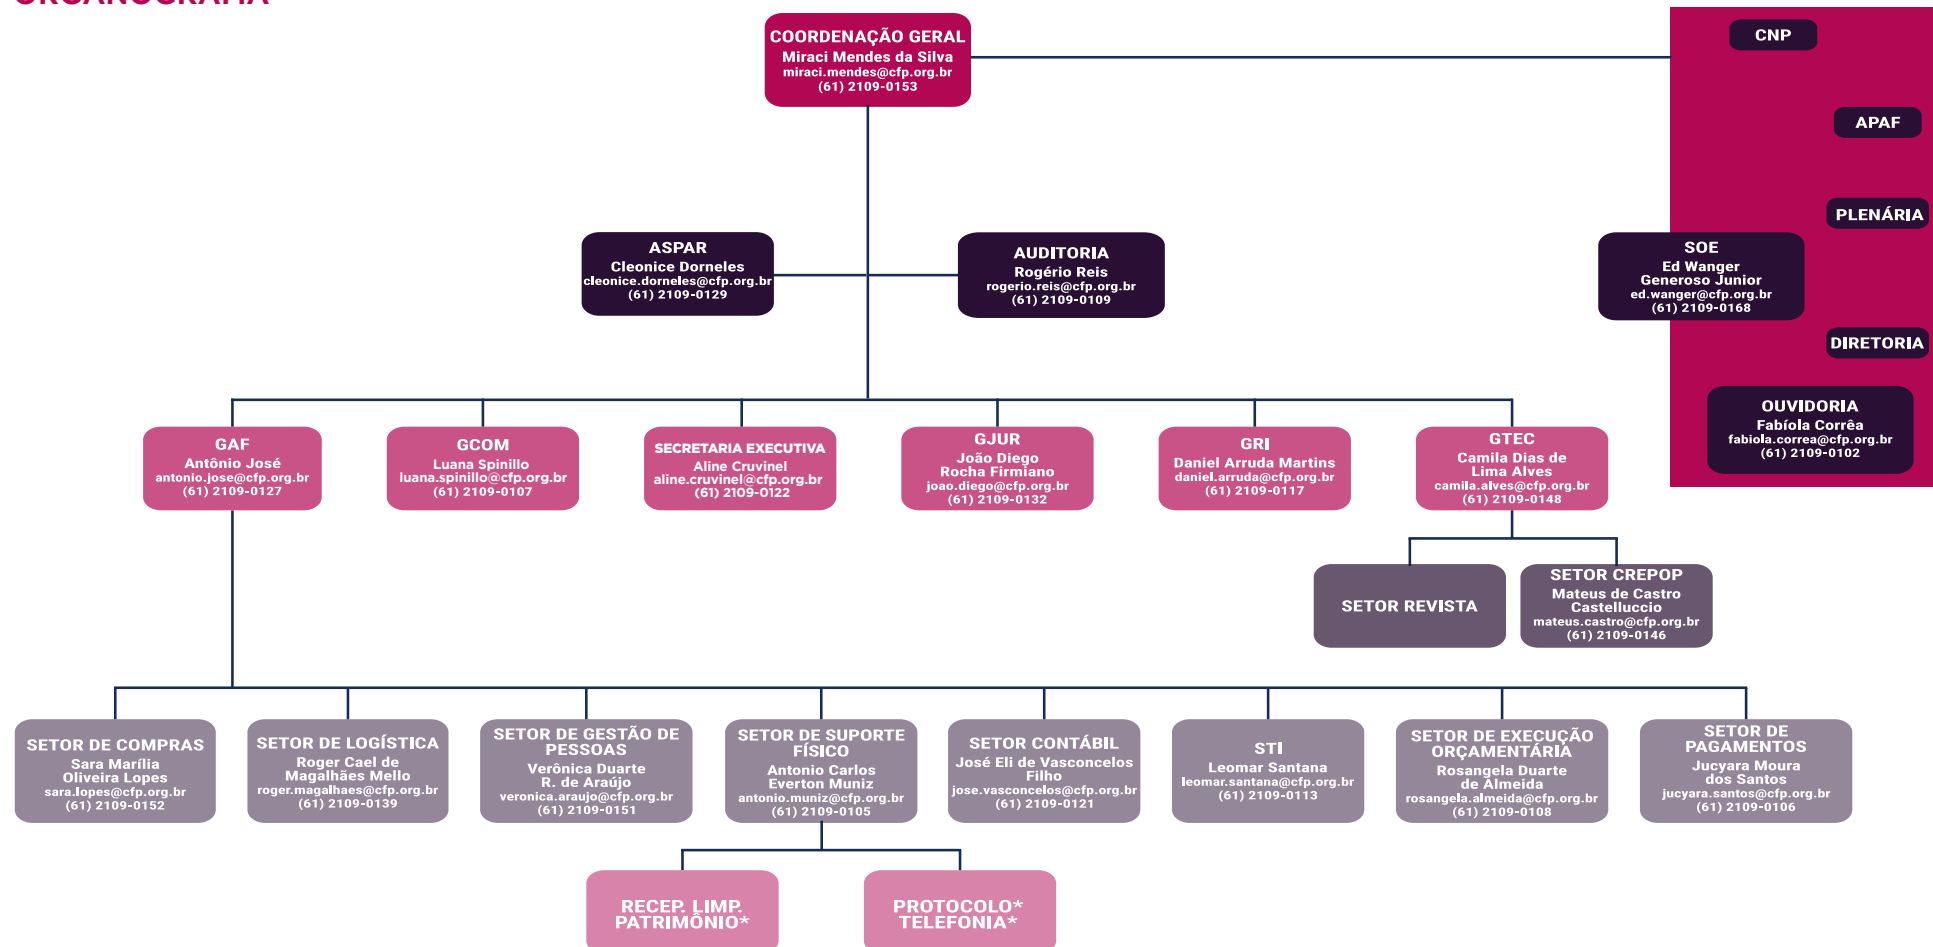 ORGANOGRAMA
COORDENAÇÃO GERAL
Miraci Mendes da Silva
miraci.mendes@cfp.org.br
(61) 2109-0153
CNP
APAF
PLENÁRIA
ASPAR
Cleonice Dorneles
cleonice.dorneles@cfp.org.br
(61) 2109-0129
AUDITORIA
Rogério Reis
rogerio.reis@cfp.org.br
(61) 2109-0109
SOE
Ed Wanger
Generoso Junior
ed.wanger@cfp.org.br
(61) 2109-0168
DIRETORIA
OUVIDORIA
Fabíola Corrêa
fabiola.correa@cfp.org.br
(61) 2109-0102
GAF
Antônio José
antonio.jose@cfp.org.br
(61) 2109-0127
GCOM
Luana Spinillo
luana.spinillo@cfp.org.br
(61) 2109-0107
SECRETARIA EXECUTIVA
Aline Cruvinel
aline.cruvinel@cfp.org.br
(61) 2109-0122
GJUR
João Diego
Rocha Firmiano
joao.diego@cfp.org.br
(61) 2109-0132
GRI
Daniel Arruda Martins
daniel.arruda@cfp.org.br
(61) 2109-0117
GTEC
Camila Dias de
Lima Alves
camila.alves@cfp.org.br
(61) 2109-0148
SETOR REVISTA
SETOR CREPOP
Mateus de Castro
Castelluccio
mateus.castro@cfp.org.br
(61) 2109-0146
SETOR DE COMPRAS
Sara Marília
Oliveira Lopes
sara.lopes@cfp.org.br
(61) 2109-0152
SETOR DE LOGÍSTICA
Roger Cael de
Magalhães Mello
roger.magalhaes@cfp.org.br
(61) 2109-0139
SETOR DE GESTÃO DE
PESSOAS
Verônica Duarte
R. de Araújo
veronica.araujo@cfp.org.br
(61) 2109-0151
SETOR DE SUPORTE
FÍSICO
Antonio Carlos
Everton Muniz
antonio.muniz@cfp.org.br
(61) 2109-0105
SETOR CONTÁBIL
José Eli de Vasconcelos
Filho
jose.vasconcelos@cfp.org.br
(61) 2109-0121
STI
Leomar Santana
leomar.santana@cfp.org.br
(61) 2109-0113
SETOR DE EXECUÇÃO
ORÇAMENTÁRIA
Rosangela Duarte
de Almeida
rosangela.almeida@cfp.org.br
(61) 2109-0108
SETOR DE
PAGAMENTOS
Jucyara Moura
dos Santos
jucyara.santos@cfp.org.br
(61) 2109-0106
RECEP. LIMP.
PATRIMÔNIO*
PROTOCOLO*
TELEFONIA*